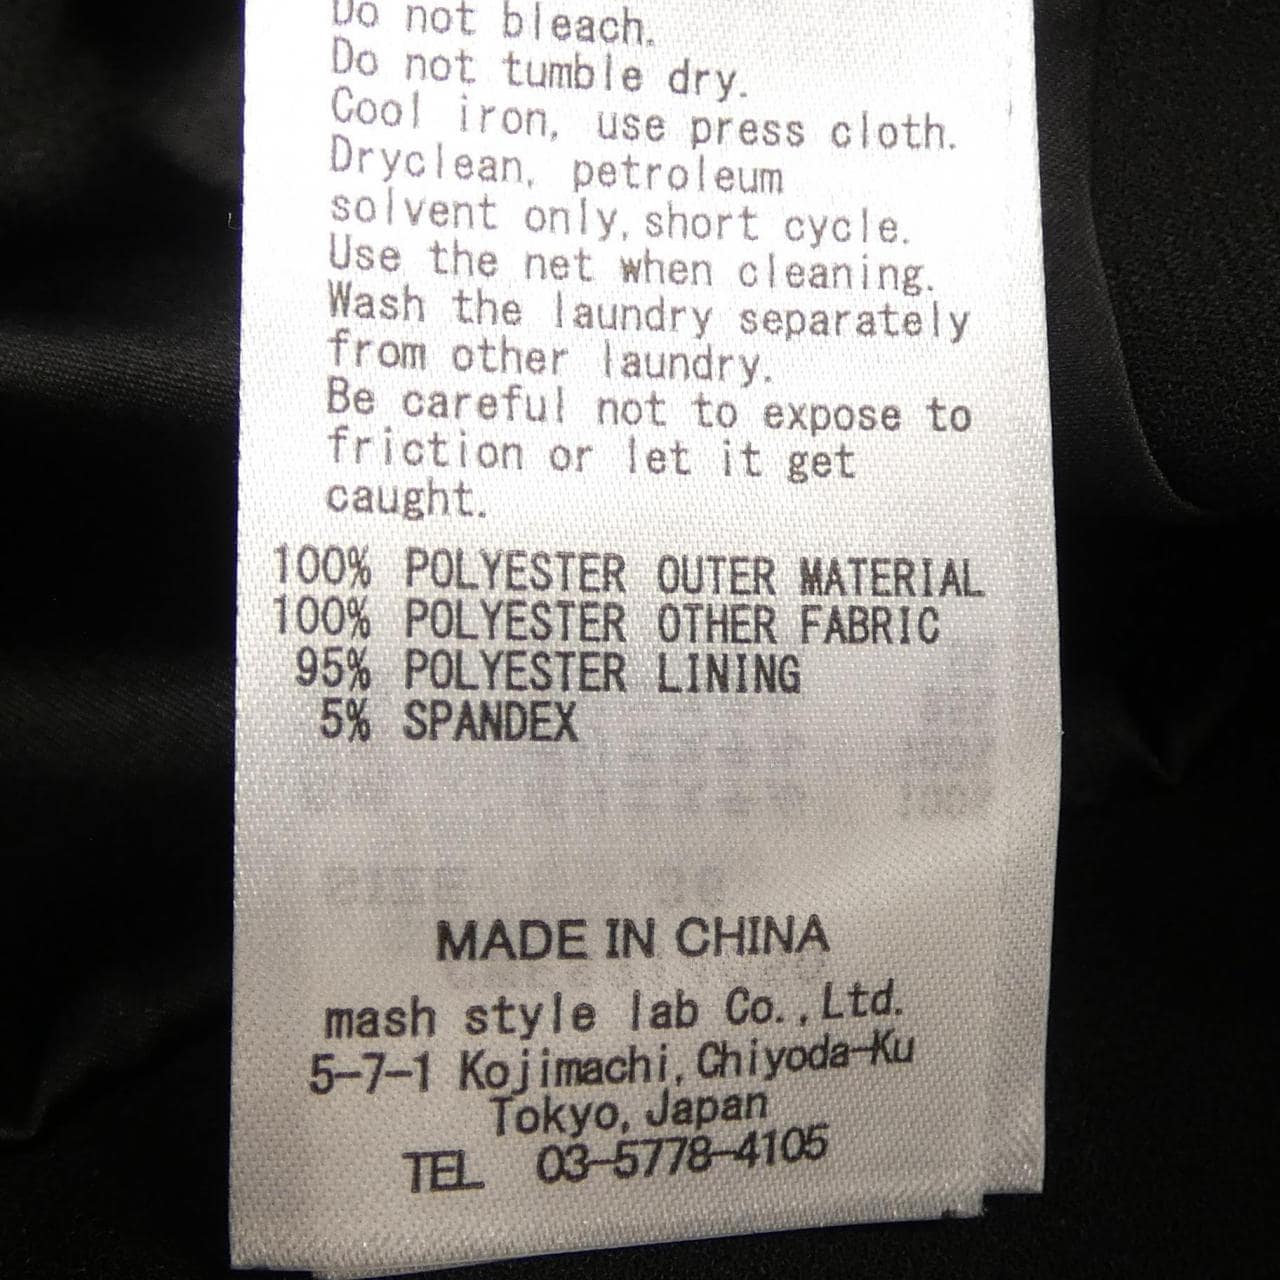 Do not bleach.
Do not tumble dry.
Cool iron, use press cloth.
Dryclean, petroleum
solvent only, short cycle.
Use the net when cleaning.
Wash the laundry separately
from other laundry.
Be careful not to expose to
friction or let it get
caught.
100% POLYESTER OUTER MATERIAL
100% POLYESTER OTHER FABRIC
95% POLYESTER LINING
5% SPANDEX
MADE IN CHINA
mash style lab Co., Ltd.
5-7-1 Kojimachi, Chiyoda-Ku
Tokyo, Japan
TEL 03-5778-4105